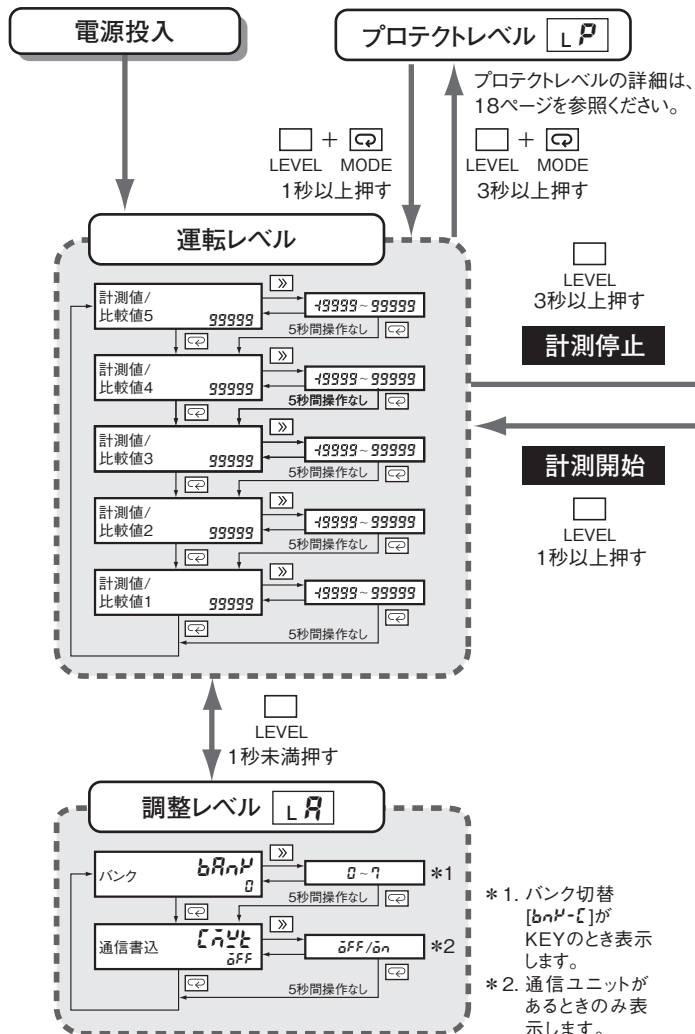 電源投入
プロテクトレベル L P
プロテクトレベルの詳細は、
18ページを参照ください。
+
LEVEL MODE
1秒以上押す
+
LEVEL MODE
3秒以上押す
運転レベル
計測値/
比較値5 99999
-19999~99999
5秒間操作なし
計測値/
比較値4 99999
-19999~99999
5秒間操作なし
計測値/
比較値3 99999
-19999~99999
5秒間操作なし
計測値/
比較値2 99999
-19999~99999
5秒間操作なし
計測値/
比較値1 99999
-19999~99999
5秒間操作なし
LEVEL
3秒以上押す
計測停止
計測開始
LEVEL
1秒以上押す
LEVEL
1秒未満押す
調整レベル L A
バンク bAnK
0
0~7 *1
5秒間操作なし
通信書込 CMWt
oFF
oFF/on *2
5秒間操作なし
*1. バンク切替
[bnK-C]が
KEYのとき表示
します。
*2. 通信ユニットが
あるときのみ表
示します。